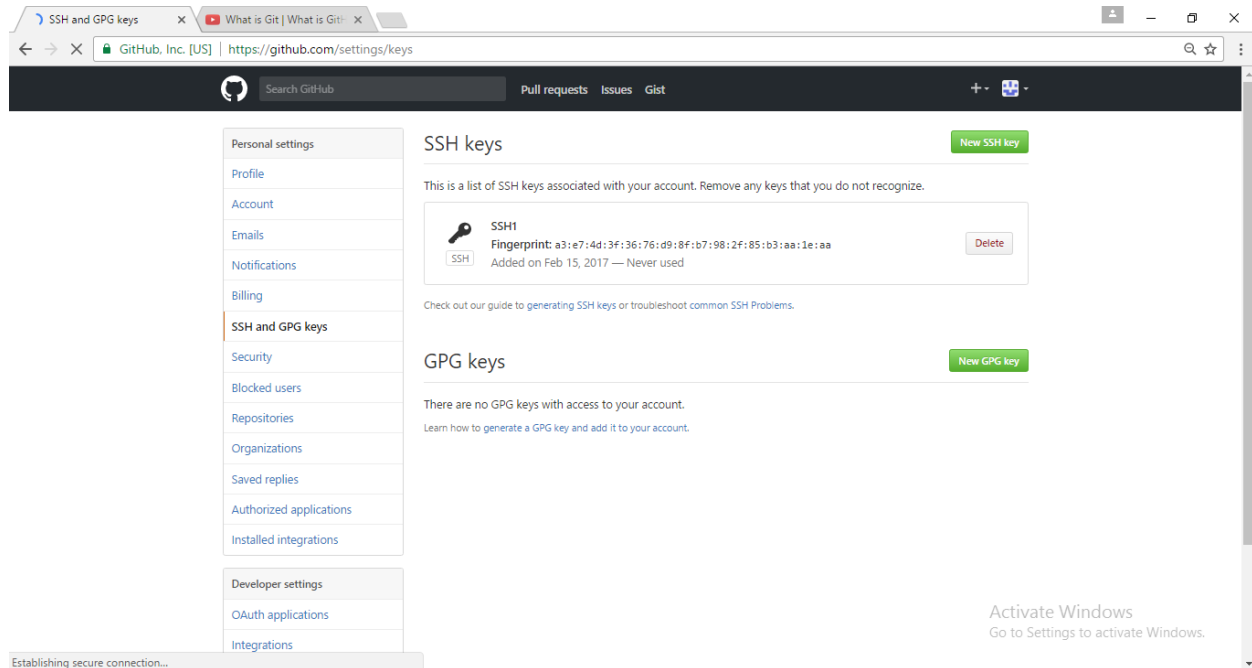 SSH and GPG keys
What is Git | What is GitH
GitHub, Inc. [US] | https://github.com/settings/keys
Search GitHub
Pull requests Issues Gist
Personal settings
Profile
Account
Emails
Notifications
Billing
SSH and GPG keys
Security
Blocked users
Repositories
Organizations
Saved replies
Authorized applications
Installed integrations
Developer settings
OAuth applications
Integrations
SSH keys
New SSH key
This is a list of SSH keys associated with your account. Remove any keys that you do not recognize.
SSH
SSH1
Fingerprint: a3:e7:4d:3f:36:76:d9:8f:b7:98:2f:85:b3:aa:1e:aa
Added on Feb 15, 2017 — Never used
Delete
Check out our guide to generating SSH keys or troubleshoot common SSH Problems.
GPG keys
New GPG key
There are no GPG keys with access to your account.
Learn how to generate a GPG key and add it to your account.
Activate Windows
Go to Settings to activate Windows.
Establishing secure connection...